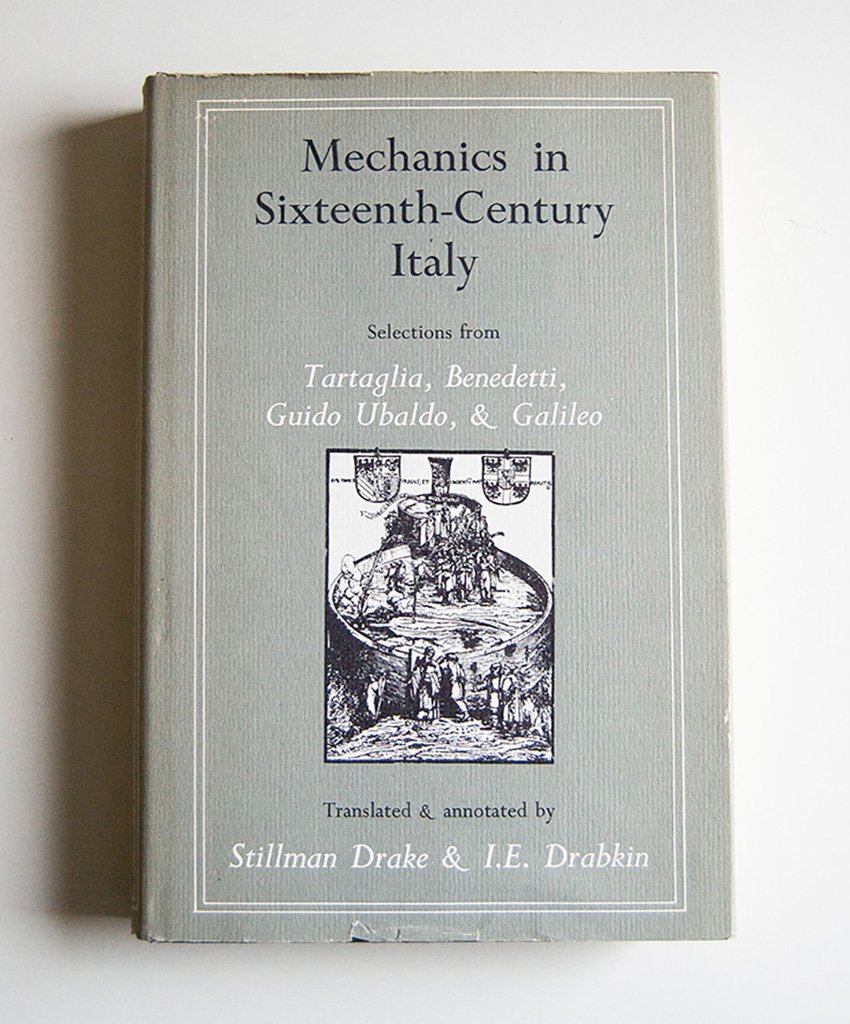 Mechanics in
Sixteenth-Century
Italy
Selections from
Tartaglia, Benedetti,
Guido Ubaldo, & Galileo
Translated & annotated by
Stillman Drake & I.E. Drabkin